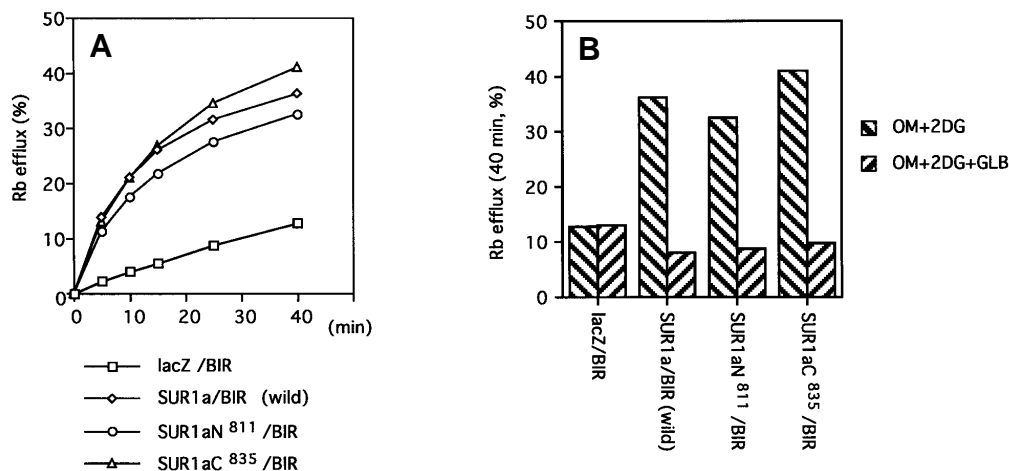 A
Rb efflux (%)
50
40
30
20
10
0
0 10 20 30 40 (min)
lacZ /BIR
SUR1a/BIR (wild)
SUR1aN 811 /BIR
SUR1aC 835 /BIR
B
Rb efflux (40 min, %)
50
40
30
20
10
0
lacZ/BIR
SUR1a/BIR (wild)
SUR1aN 811 /BIR
SUR1aC 835 /BIR
OM+2DG
OM+2DG+GLB